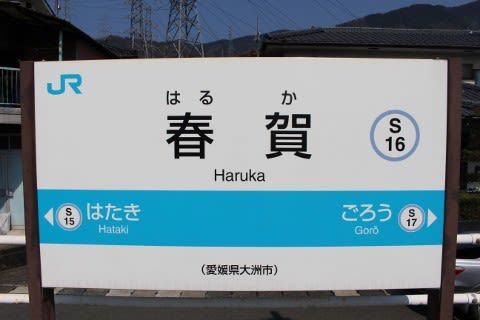 JR
はるか
春賀
Haruka
S
16
S
15
はたき
Hataki
ごろう
Gorō
S
17
(愛媛県大洲市)